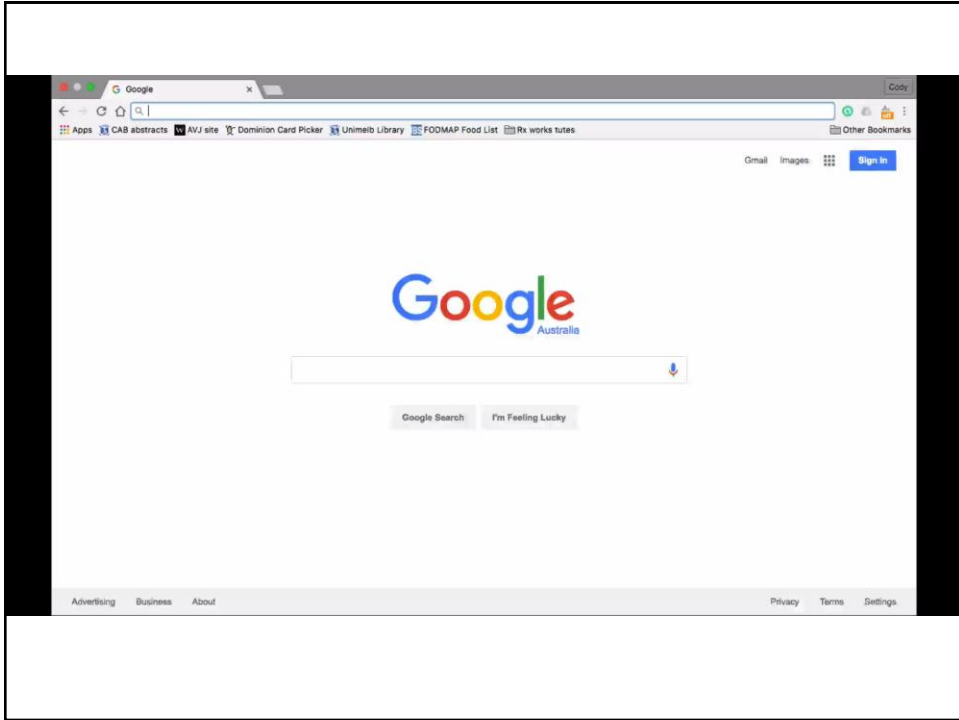 Google
Cody
Apps CAB abstracts W AVJ site Dominion Card Picker Unimelb Library FODMAP Food List Rx works tutes Other Bookmarks
Gmail Images Sign in
Google
Australia
Google Search I'm Feeling Lucky
Advertising Business About Privacy Terms Settings